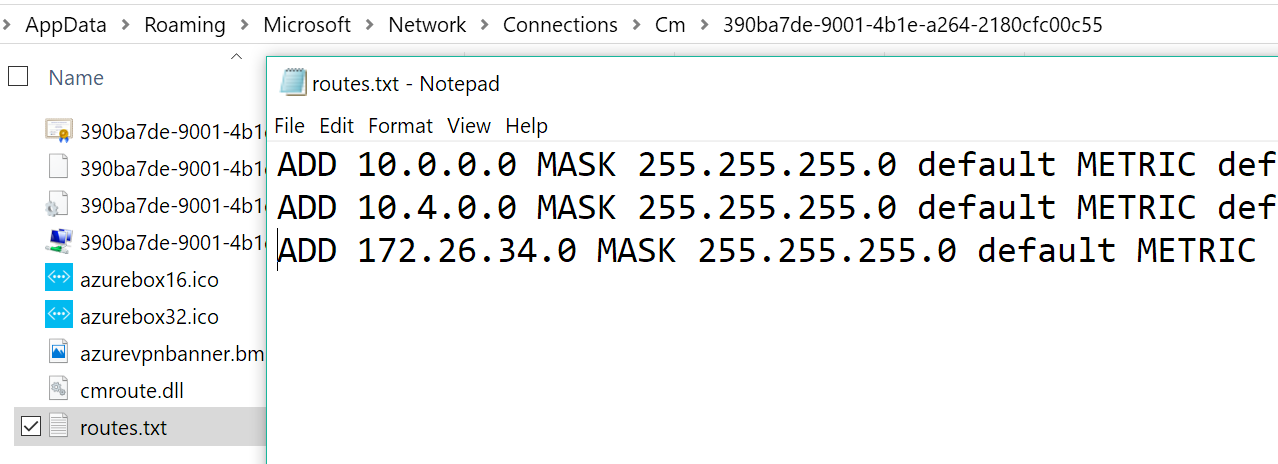 AppData > Roaming > Microsoft > Network > Connections > Cm > 390ba7de-9001-4b1e-a264-2180cfc00c55
Name
390ba7de-9001-4b1
390ba7de-9001-4b1
390ba7de-9001-4b1
390ba7de-9001-4b1
azurebox16.ico
azurebox32.ico
azurevpnbanner.bm
cmroute.dll
routes.txt
routes.txt - Notepad
File Edit Format View Help
ADD 10.0.0.0 MASK 255.255.255.0 default METRIC def
ADD 10.4.0.0 MASK 255.255.255.0 default METRIC def
ADD 172.26.34.0 MASK 255.255.255.0 default METRIC